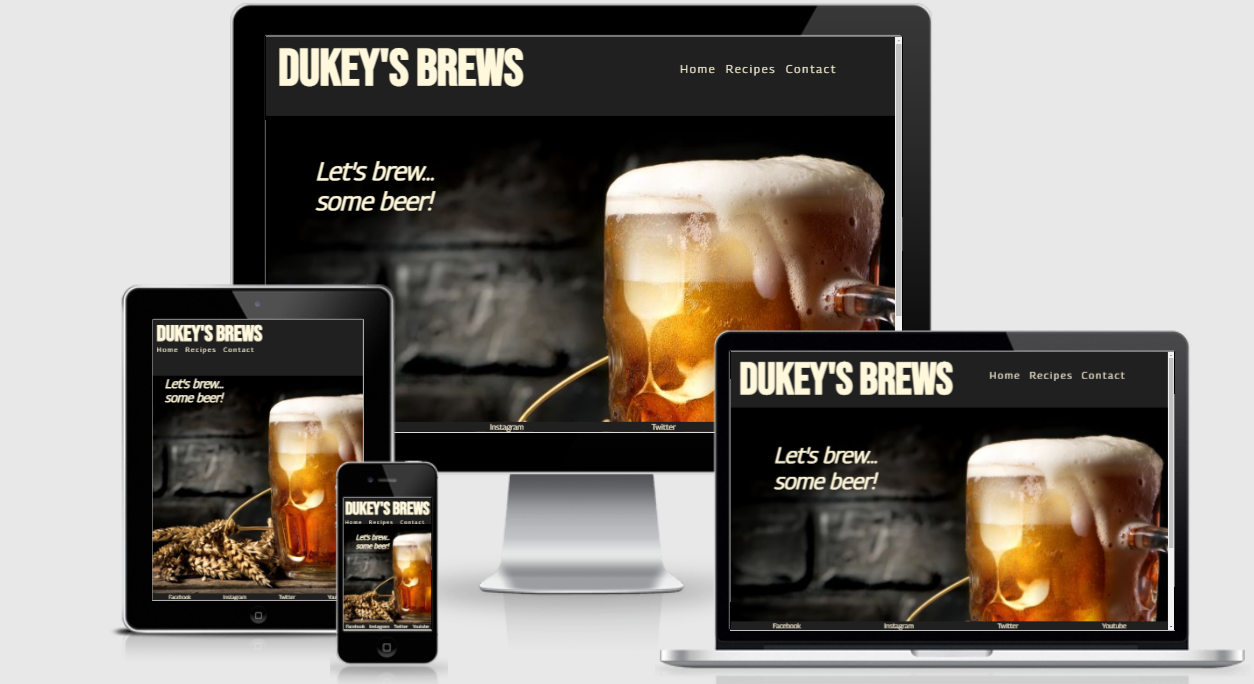 DUKEY'S BREWS
Home Recipes Contact
Let's brew...
some beer!
Instagram Twitter
DUKEY'S BREWS
Home Recipes Contact
Let's brew...
some beer!
Facebook Instagram Twitter
DUKEY'S BREWS
Home Recipes Contact
Let's brew...
some beer!
Facebook Instagram Twitter Youtube
DUKEY'S BREWS
Home Recipes Contact
Let's brew...
some beer!
Facebook Instagram Twitter Youtube